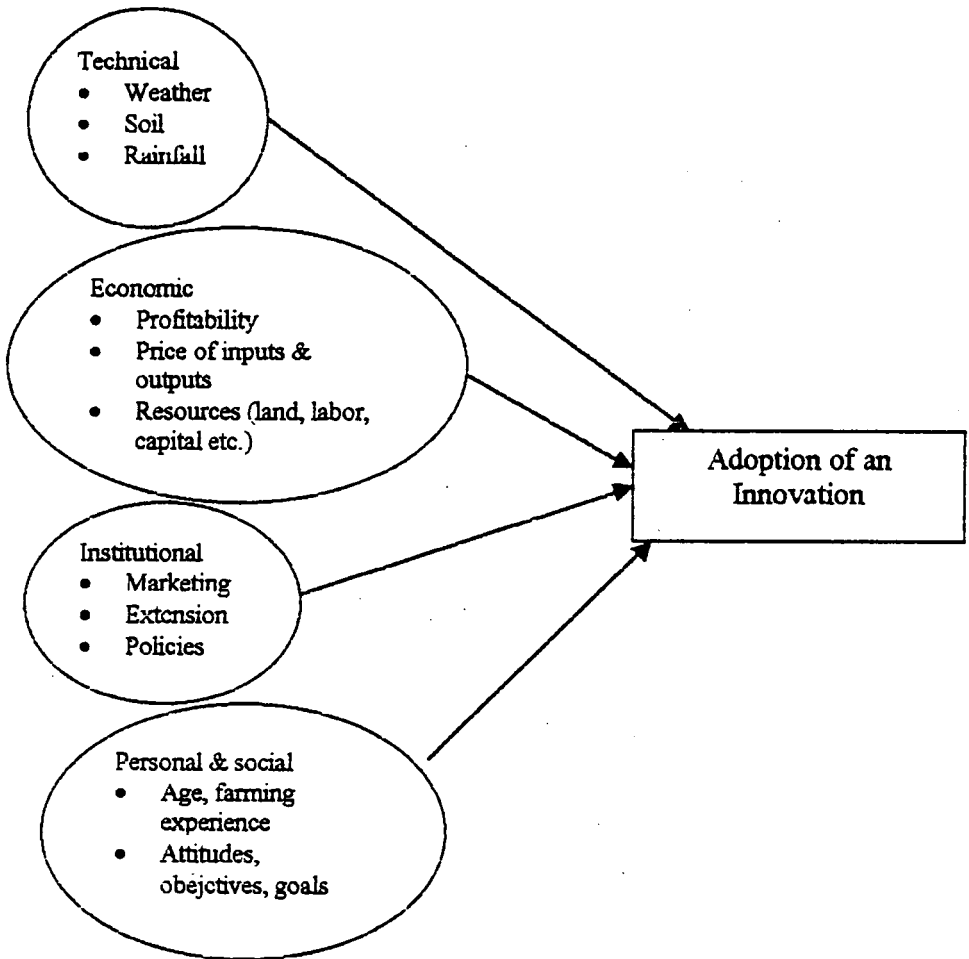 Technical
• Weather
• Soil
• Rainfall
Economic
• Profitability
• Price of inputs &
outputs
• Resources (land, labor,
capital etc.)
Adoption of an
Innovation
Institutional
• Marketing
• Extension
• Policies
Personal & social
• Age, farming
experience
• Attitudes,
obejctives, goals